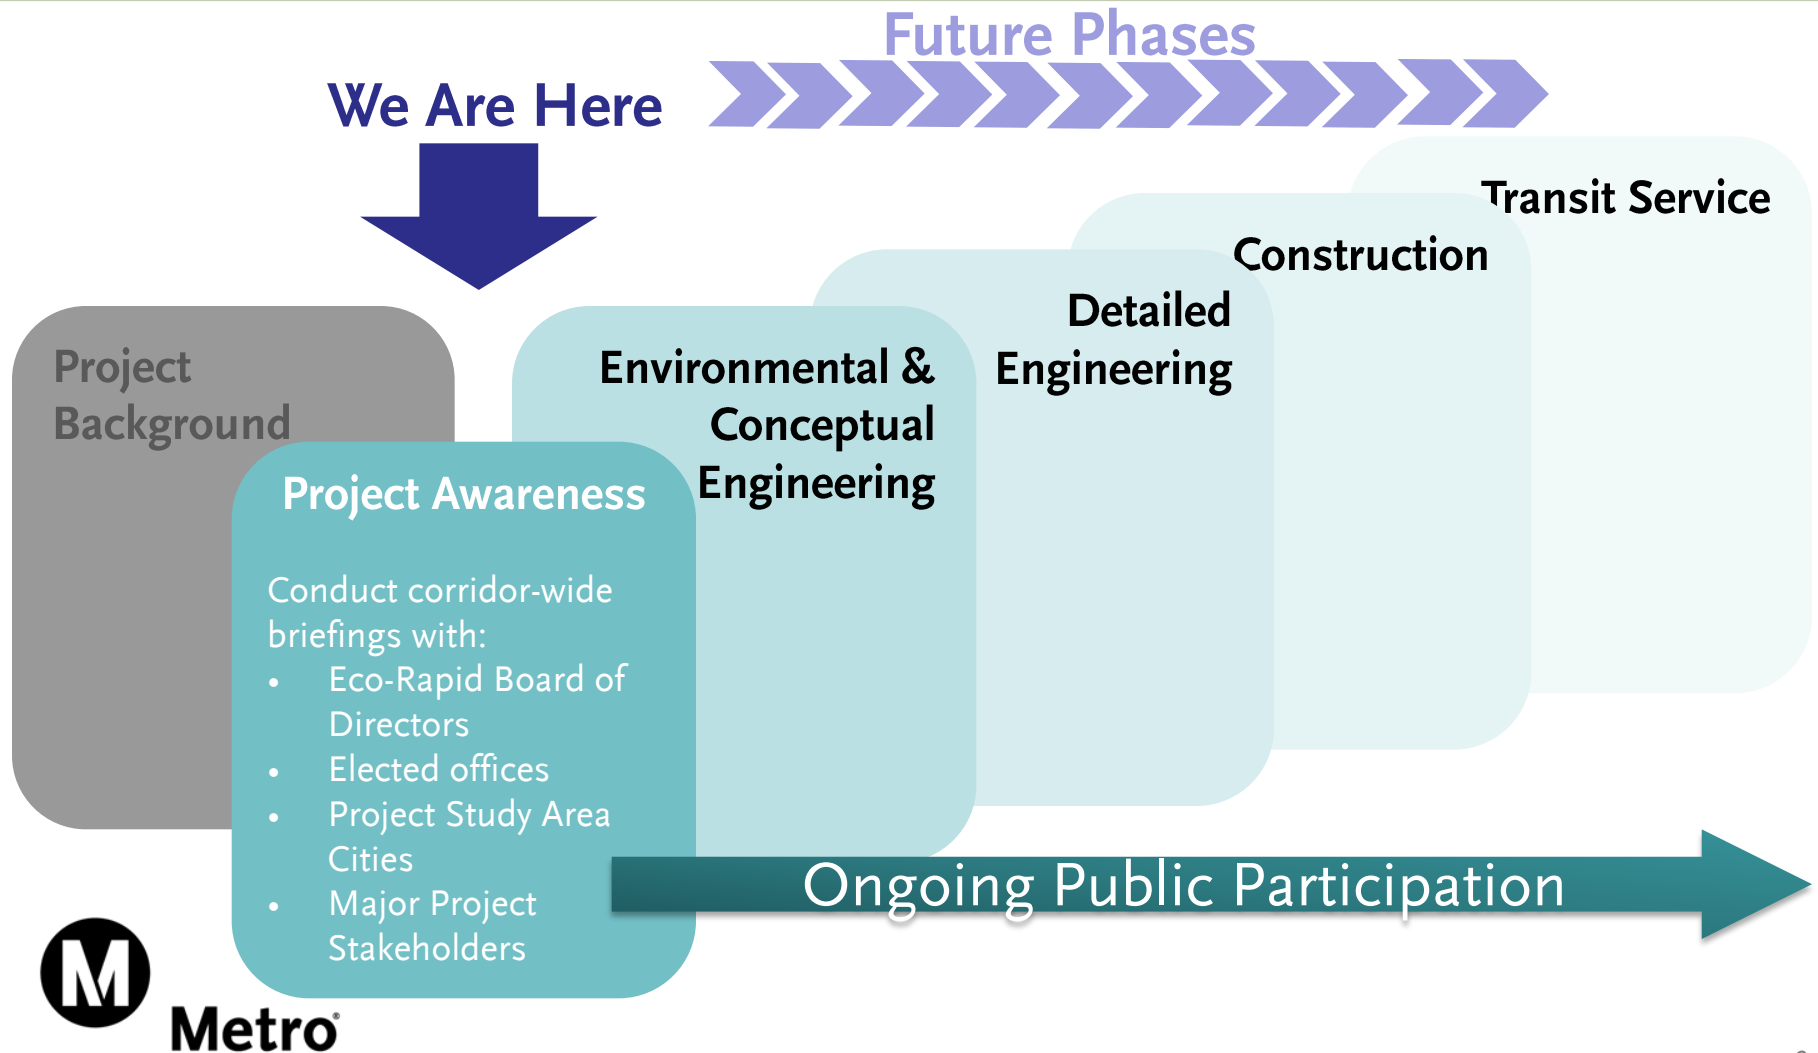 Future Phases
We Are Here
Transit Service
Construction
Detailed
Engineering
Environmental &
Conceptual
Engineering
Project
Background
Project Awareness
Conduct corridor-wide
briefings with:
• Eco-Rapid Board of
Directors
• Elected offices
• Project Study Area
Cities
• Major Project
Stakeholders
Ongoing Public Participation
M
Metro®